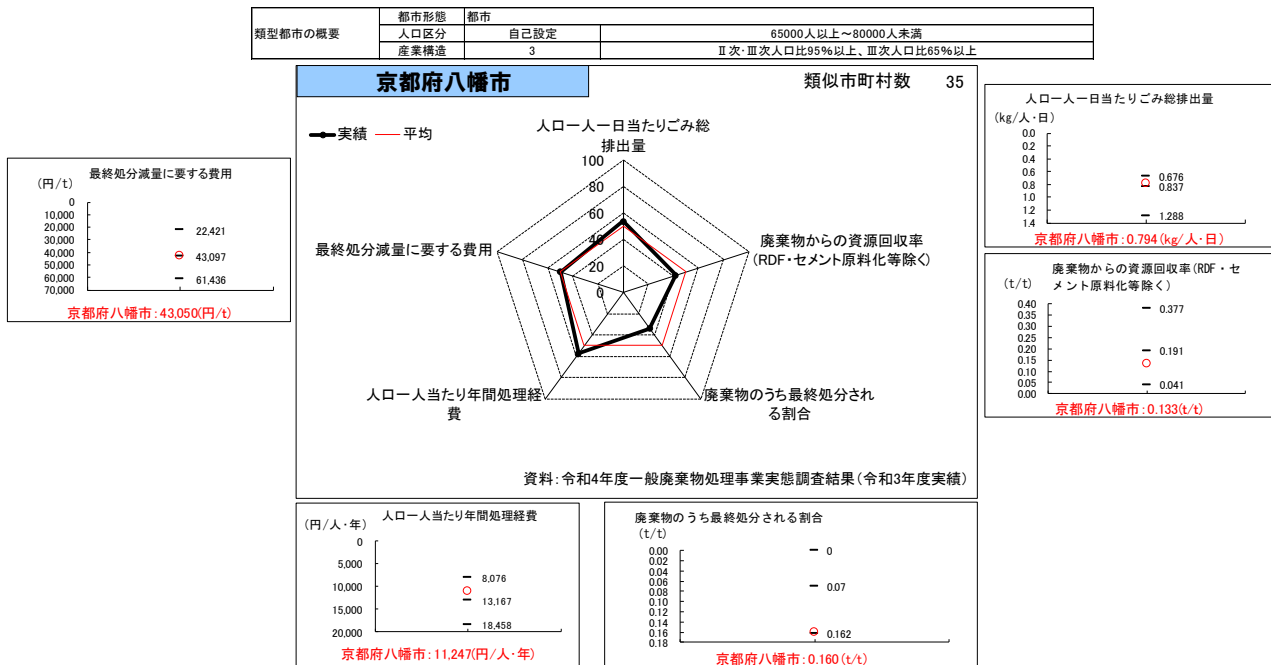 類型都市の概要
都市形態 都市
人口区分 自己設定 65000人以上～80000人未満
産業構造 3 Ⅱ次・Ⅲ次人口比95%以上、Ⅲ次人口比65%以上
京都府八幡市
類似市町村数 35
実績 平均
人口一人一日当たりごみ総
排出量
100
80
60
40
20
0
廃棄物からの資源回収率
(RDF・セメント原料化等除く)
廃棄物のうち最終処分され
る割合
人口一人当たり年間処理経
費
最終処分減量に要する費用
資料：令和4年度一般廃棄物処理事業実態調査結果(令和3年度実績)
最終処分減量に要する費用
(円/t)
0
10,000
20,000
30,000
40,000
50,000
60,000
70,000
22,421
43,097
61,436
京都府八幡市：43,050(円/t)
人口一人一日当たりごみ総排出量
(kg/人・日)
0.0
0.2
0.4
0.6
0.8
1.0
1.2
1.4
0.676
0.837
1.288
京都府八幡市：0.794(kg/人・日)
廃棄物からの資源回収率(RDF・セ
メント原料化等除く)
(t/t)
0.40
0.35
0.30
0.25
0.20
0.15
0.10
0.05
0.00
0.377
0.191
0.041
京都府八幡市：0.133(t/t)
人口一人当たり年間処理経費
(円/人・年)
0
5,000
10,000
15,000
20,000
8,076
13,167
18,458
京都府八幡市：11,247(円/人・年)
廃棄物のうち最終処分される割合
(t/t)
0.00
0.02
0.04
0.06
0.08
0.10
0.12
0.14
0.16
0.18
0
0.07
0.162
京都府八幡市：0.160(t/t)